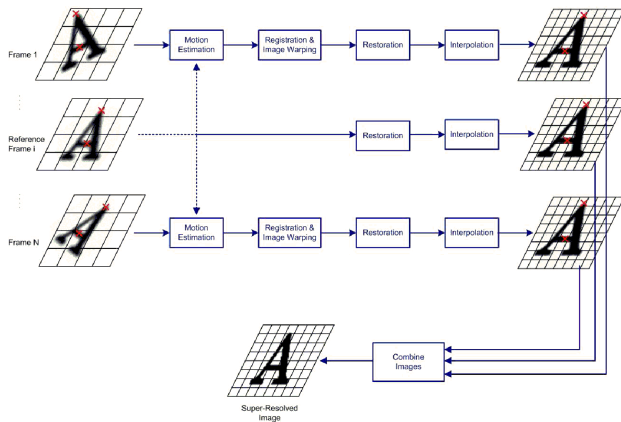 Frame 1
Motion
Estimation
Registration &
Image Warping
Restoration
Interpolation
Reference
Frame i
Restoration
Interpolation
Frame N
Motion
Estimation
Registration &
Image Warping
Restoration
Interpolation
Combine
Images
Super-Resolved
Image
A
A
A
A
A
A
A